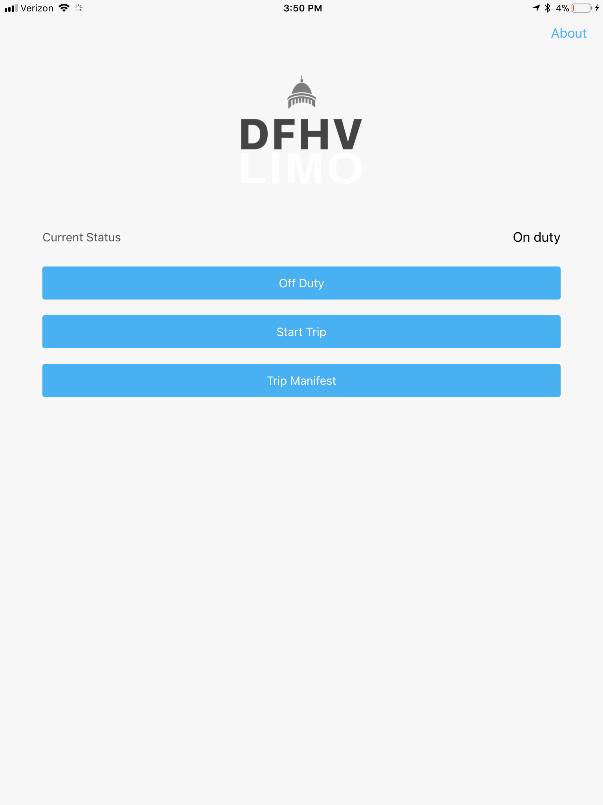 Verizon 3:50 PM 4%
About
DFHV
LIMO
Current Status On duty
Off Duty
Start Trip
Trip Manifest